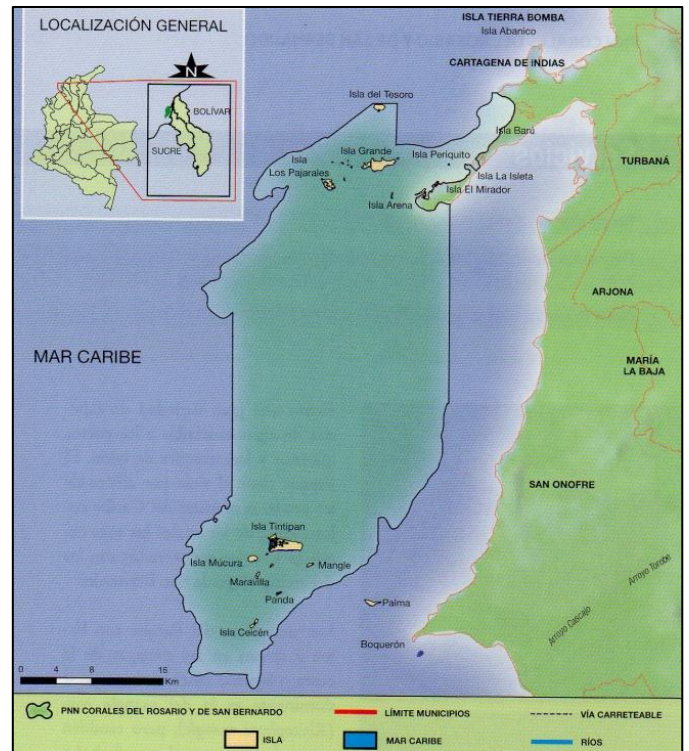 LOCALIZACIÓN GENERAL
N
BOLÍVAR
SUCRE
ISLA TIERRA BOMBA
Isla Abanico
CARTAGENA DE INDIAS
Isla del Tesoro
Isla Barú
Isla Grande
Isla Periquito
Isla
Los Pajarales
TURBANÁ
Isla La Isleta
Isla El Mirador
Isla Arena
ARJONA
MAR CARIBE
MARÍA
LA BAJA
SAN ONOFRE
Isla Tintipan
Isla Múcura
Mangle
Maravilla
Panda
Palma
Isla Ceicén
Boquerón
Arroyo Cascajo
Arroyo Torobe
0 4 8 16
Km
PNN CORALES DEL ROSARIO Y DE SAN BERNARDO
LÍMITE MUNICIPIOS
VÍA CARRETEABLE
ISLA
MAR CARIBE
RÍOS